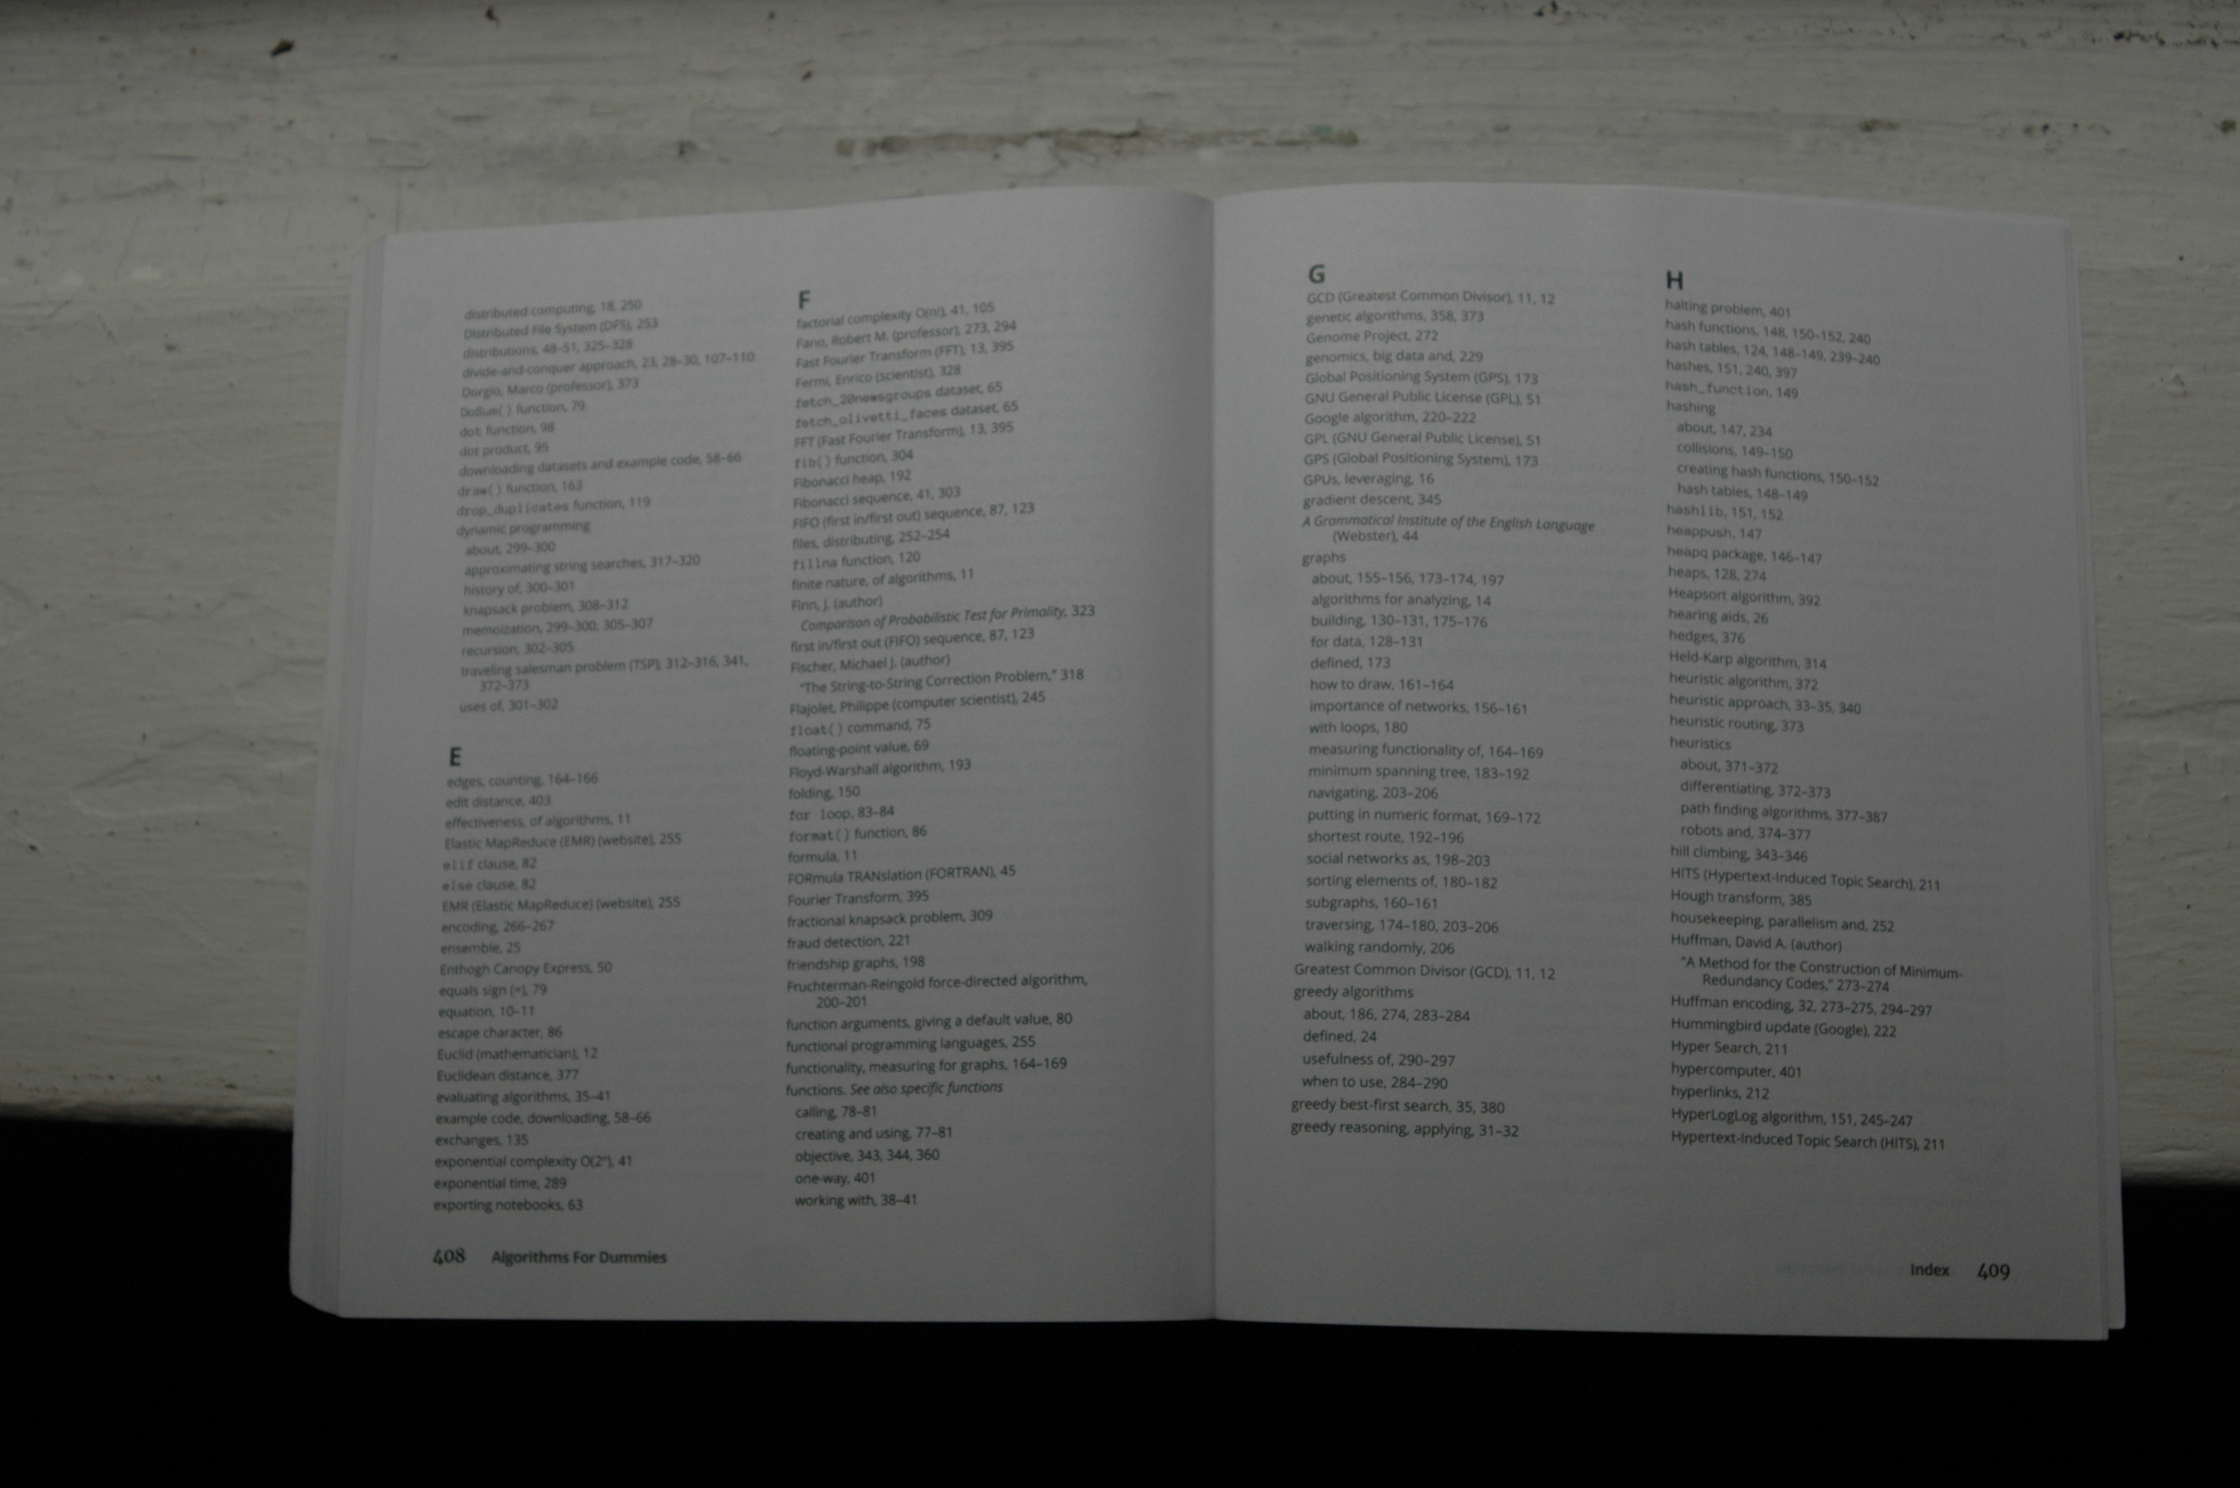 distributed computing, 18, 250
Distributed File System (DFS), 253
distributions, 48–51, 325–328
divide-and-conquer approach, 23, 28–30, 107–110
Dorgio, Marco (professor), 373
DoSum() function, 79
dot function, 98
dot product, 95
downloading datasets and example code, 58–66
draw() function, 163
drop_duplicates function, 119
dynamic programming
about, 299–300
approximating string searches, 317–320
history of, 300–301
knapsack problem, 308–312
memoization, 299–300, 305–307
recursion, 302–305
traveling salesman problem (TSP), 312–316, 341,
372–373
uses of, 301–302
E
edges, counting, 164–166
edit distance, 403
effectiveness, of algorithms, 11
Elastic MapReduce (EMR) (website), 255
elif clause, 82
else clause, 82
EMR (Elastic MapReduce) (website), 255
encoding, 266–267
ensemble, 25
Enthogh Canopy Express, 50
equals sign (=), 79
equation, 10–11
escape character, 86
Euclid (mathematician), 12
Euclidean distance, 377
evaluating algorithms, 35–41
example code, downloading, 58–66
exchanges, 135
exponential complexity O(2ⁿ), 41
exponential time, 289
exporting notebooks, 63
F
factorial complexity O(n!), 41, 105
Fano, Robert M. (professor), 273, 294
Fast Fourier Transform (FFT), 13, 395
Fermi, Enrico (scientist), 328
fetch_20newsgroups dataset, 65
fetch_olivetti_faces dataset, 65
FFT (Fast Fourier Transform), 13, 395
fib() function, 304
Fibonacci heap, 192
Fibonacci sequence, 41, 303
FIFO (first in/first out) sequence, 87, 123
files, distributing, 252–254
fillna function, 120
finite nature, of algorithms, 11
Finn, J. (author)
Comparison of Probabilistic Test for Primality, 323
first in/first out (FIFO) sequence, 87, 123
Fischer, Michael J. (author)
"The String-to-String Correction Problem," 318
Flajolet, Philippe (computer scientist), 245
float() command, 75
floating-point value, 69
Floyd-Warshall algorithm, 193
folding, 150
for loop, 83–84
format() function, 86
formula, 11
FORmula TRANslation (FORTRAN), 45
Fourier Transform, 395
fractional knapsack problem, 309
fraud detection, 221
friendship graphs, 198
Fruchterman-Reingold force-directed algorithm,
200–201
function arguments, giving a default value, 80
functional programming languages, 255
functionality, measuring for graphs, 164–169
functions. See also specific functions
calling, 78–81
creating and using, 77–81
objective, 343, 344, 360
one-way, 401
working with, 38–41
408 Algorithms For Dummies
G
GCD (Greatest Common Divisor), 11, 12
genetic algorithms, 358, 373
Genome Project, 272
genomics, big data and, 229
Global Positioning System (GPS), 173
GNU General Public License (GPL), 51
Google algorithm, 220–222
GPL (GNU General Public License), 51
GPS (Global Positioning System), 173
GPUs, leveraging, 16
gradient descent, 345
A Grammatical Institute of the English Language
(Webster), 44
graphs
about, 155–156, 173–174, 197
algorithms for analyzing, 14
building, 130–131, 175–176
for data, 128–131
defined, 173
how to draw, 161–164
importance of networks, 156–161
with loops, 180
measuring functionality of, 164–169
minimum spanning tree, 183–192
navigating, 203–206
putting in numeric format, 169–172
shortest route, 192–196
social networks as, 198–203
sorting elements of, 180–182
subgraphs, 160–161
traversing, 174–180, 203–206
walking randomly, 206
Greatest Common Divisor (GCD), 11, 12
greedy algorithms
about, 186, 274, 283–284
defined, 24
usefulness of, 290–297
when to use, 284–290
greedy best-first search, 35, 380
greedy reasoning, applying, 31–32
H
halting problem, 401
hash functions, 148, 150–152, 240
hash tables, 124, 148–149, 239–240
hashes, 151, 240, 397
hash_function, 149
hashing
about, 147, 234
collisions, 149–150
creating hash functions, 150–152
hash tables, 148–149
hashlib, 151, 152
heappush, 147
heapq package, 146–147
heaps, 128, 274
Heapsort algorithm, 392
hearing aids, 26
hedges, 376
Held-Karp algorithm, 314
heuristic algorithm, 372
heuristic approach, 33–35, 340
heuristic routing, 373
heuristics
about, 371–372
differentiating, 372–373
path finding algorithms, 377–387
robots and, 374–377
hill climbing, 343–346
HITS (Hypertext-Induced Topic Search), 211
Hough transform, 385
housekeeping, parallelism and, 252
Huffman, David A. (author)
"A Method for the Construction of Minimum-
Redundancy Codes," 273–274
Huffman encoding, 32, 273–275, 294–297
Hummingbird update (Google), 222
Hyper Search, 211
hypercomputer, 401
hyperlinks, 212
HyperLogLog algorithm, 151, 245–247
Hypertext-Induced Topic Search (HITS), 211
Index 409